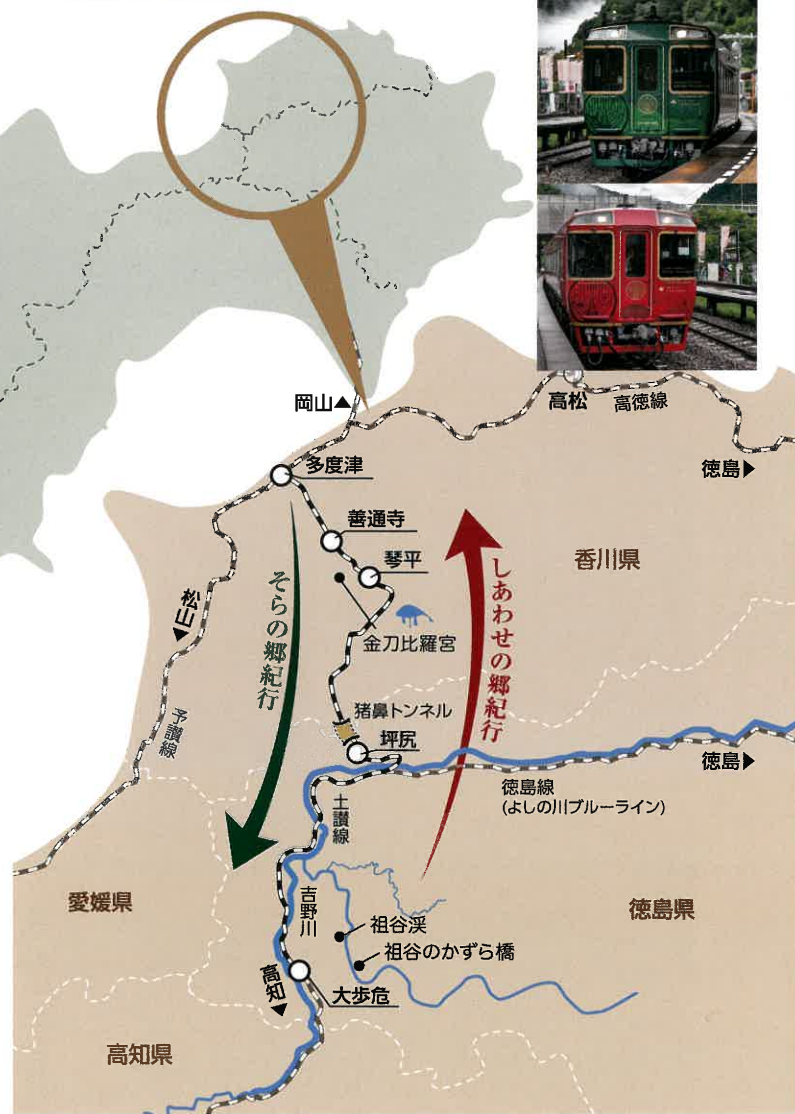 岡山▲
高松
高徳線
徳島▶
多度津
善通寺
琴平
香川県
そらの郷紀行
しあわせの郷紀行
松山▼
金刀比羅宮
予讃線
猪鼻トンネル
坪尻
徳島▶
徳島線
(よしの川ブルーライン)
土讃線
愛媛県
吉野川
徳島県
祖谷渓
祖谷のかずら橋
高知▼
大歩危
高知県